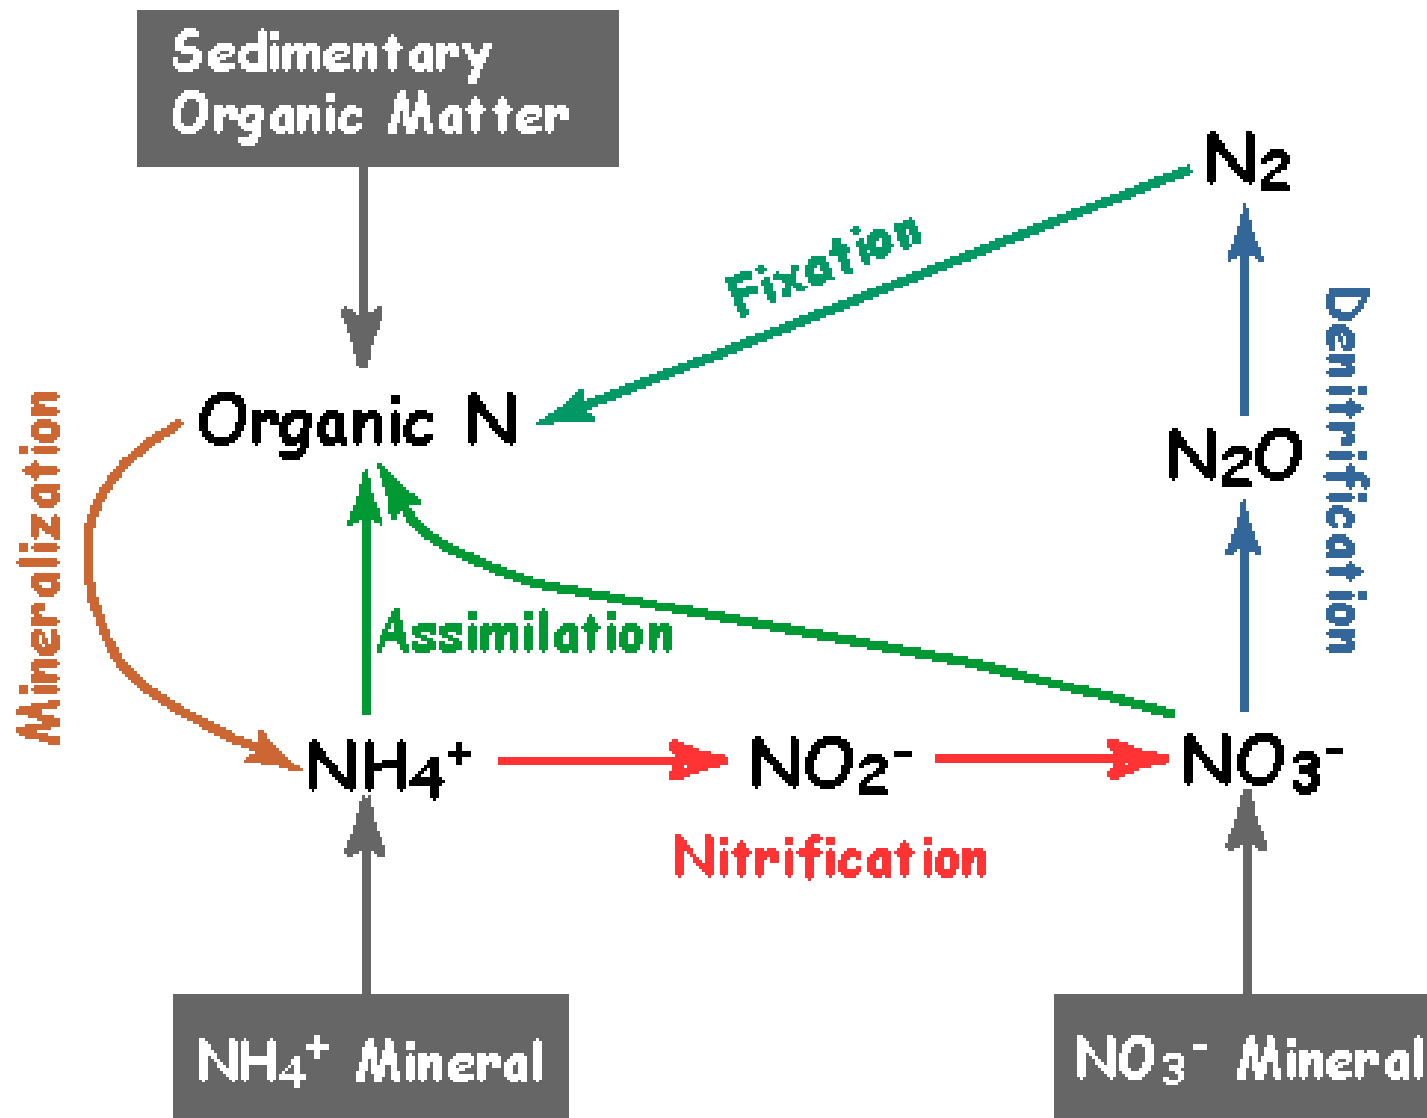 Sedimentary
Organic Matter
N₂
Fixation
Denitrification
Organic N
N₂O
Mineralization
Assimilation
NH₄⁺
NO₂⁻
NO₃⁻
Nitrification
NH₄⁺ Mineral
NO₃⁻ Mineral